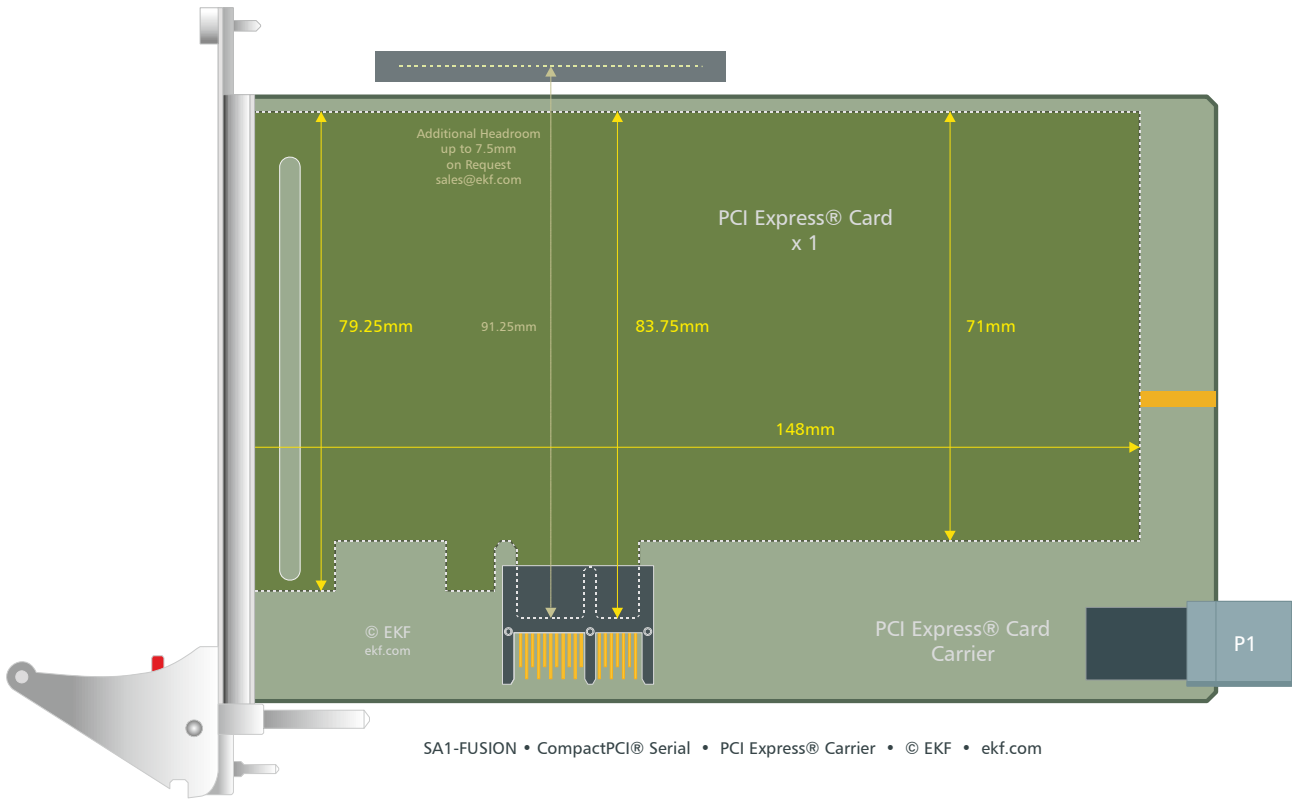 Additional Headroom
up to 7.5mm
on Request
sales@ekf.com
PCI Express® Card
x 1
79.25mm
91.25mm
83.75mm
71mm
148mm
© EKF
ekf.com
PCI Express® Card
Carrier
P1
SA1-FUSION • CompactPCI® Serial • PCI Express® Carrier • © EKF • ekf.com